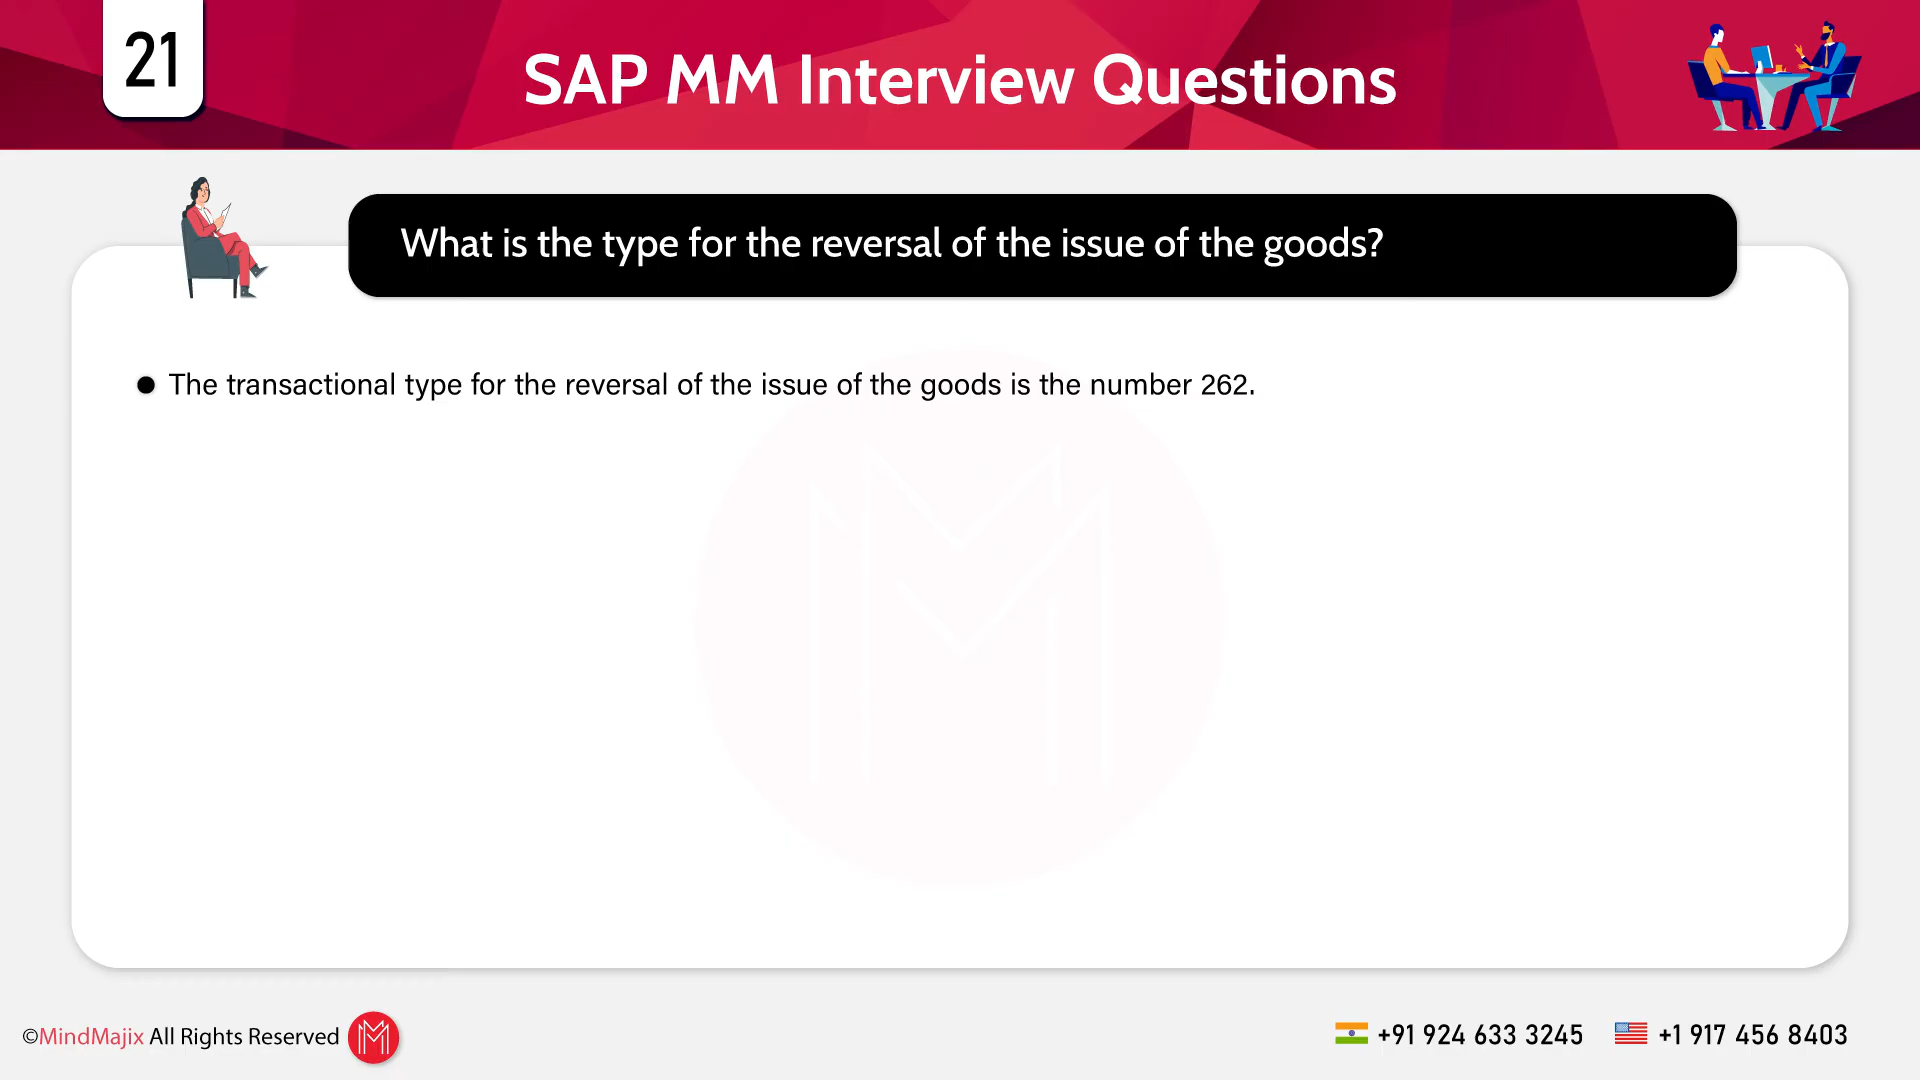 21
SAP MM Interview Questions
What is the type for the reversal of the issue of the goods?
● The transactional type for the reversal of the issue of the goods is the number 262.
©MindMajix All Rights Reserved
+91 924 633 3245
+1 917 456 8403